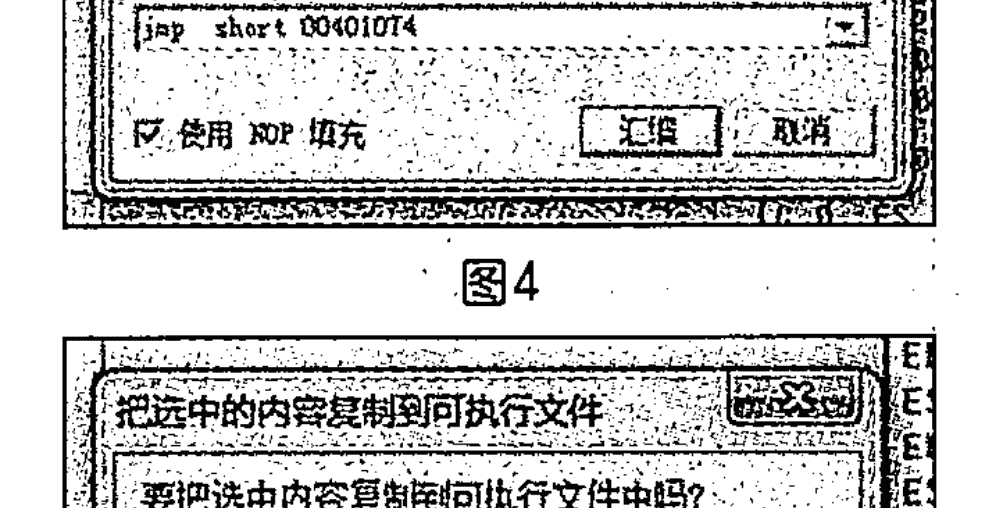 jmp short 00401074
使用 NOP 填充
汇编 取消
图4
把选中的内容复制到可执行文件
要把选中内容复制到可执行文件中吗?